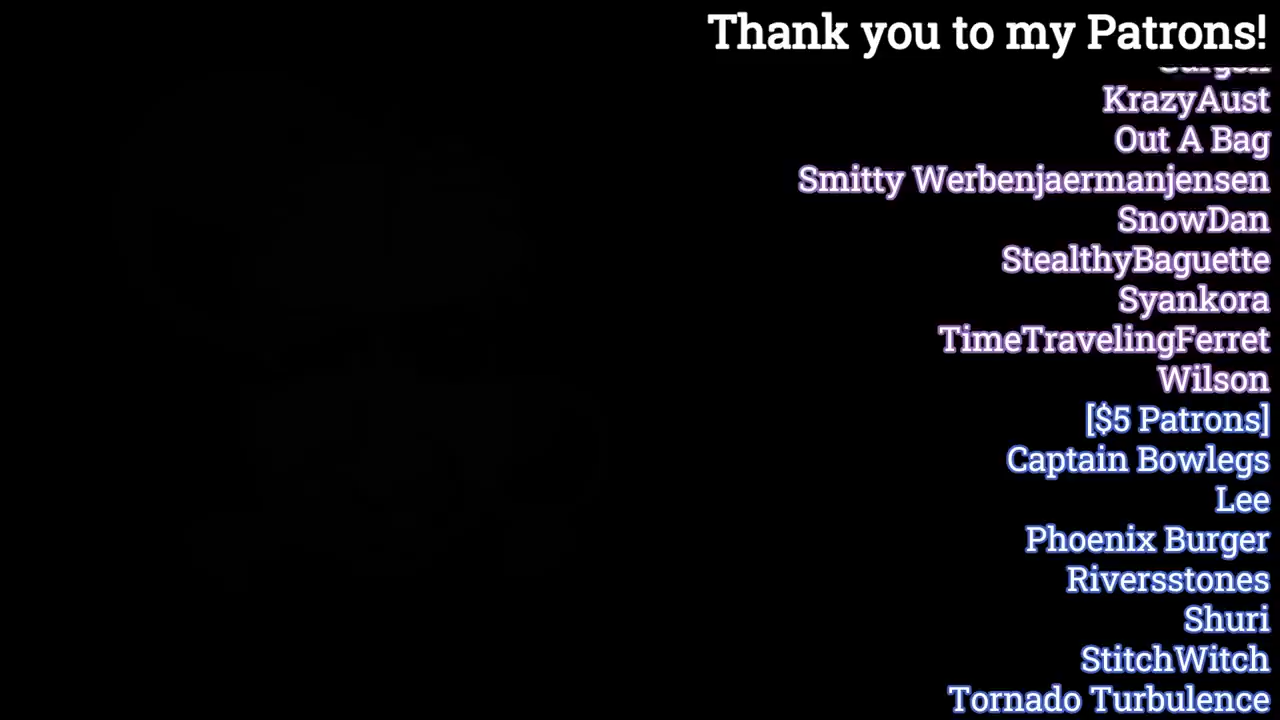 Thank you to my Patrons!
KrazyAust
Out A Bag
Smitty Werbenjaermanjensen
SnowDan
StealthyBaguette
Syankora
TimeTravelingFerret
Wilson
[$5 Patrons]
Captain Bowlegs
Lee
Phoenix Burger
Riversstones
Shuri
StitchWitch
Tornado Turbulence